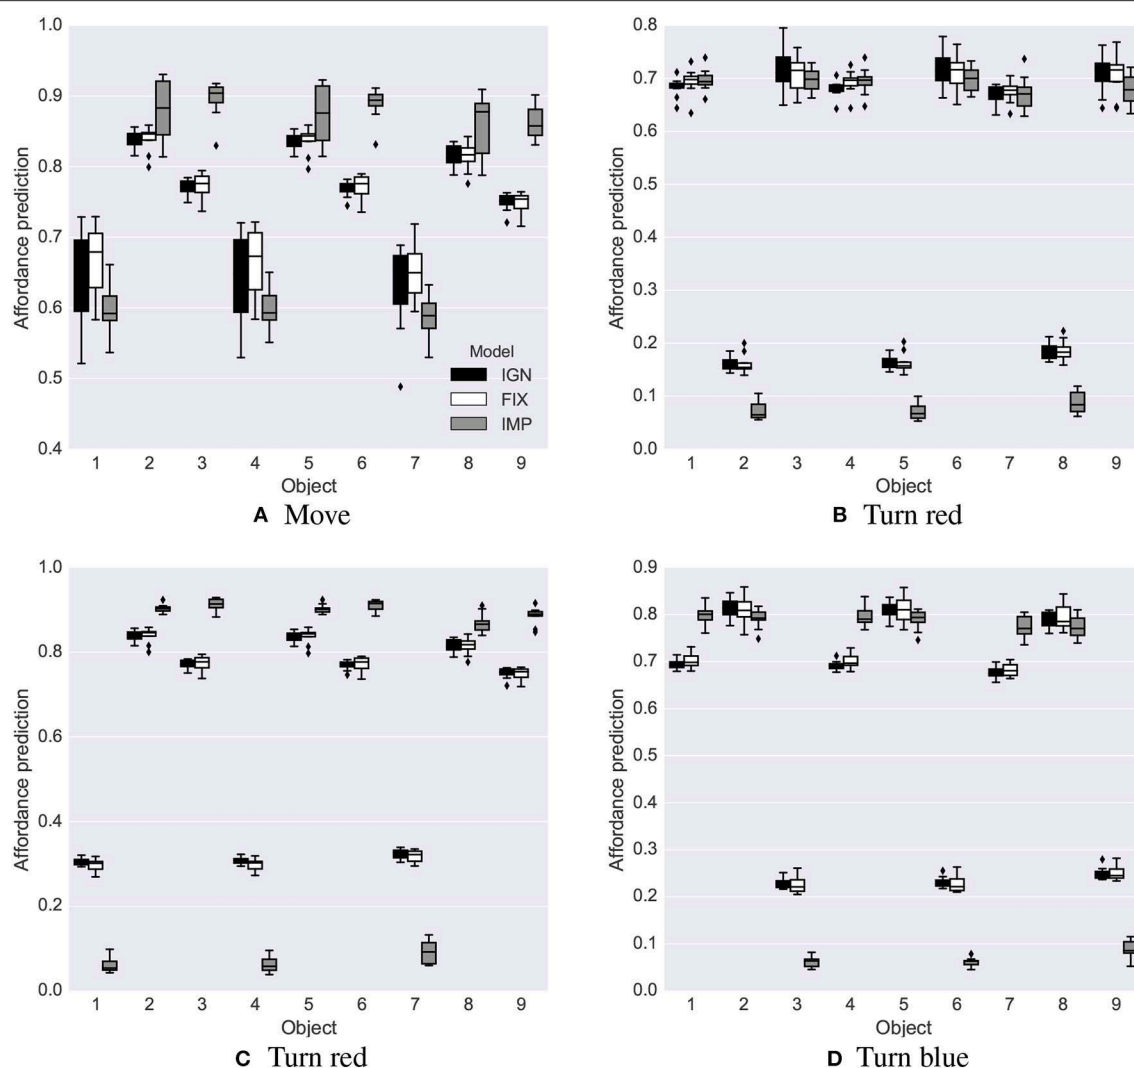 1.0
0.9
0.8
0.7
0.6
0.5
0.4
Affordance prediction
Model
IGN
FIX
IMP
1 2 3 4 5 6 7 8 9
Object
A Move
0.8
0.7
0.6
0.5
0.4
0.3
0.2
0.1
0.0
Affordance prediction
1 2 3 4 5 6 7 8 9
Object
B Turn red
1.0
0.8
0.6
0.4
0.2
0.0
Affordance prediction
1 2 3 4 5 6 7 8 9
Object
C Turn red
0.9
0.8
0.7
0.6
0.5
0.4
0.3
0.2
0.1
0.0
Affordance prediction
1 2 3 4 5 6 7 8 9
Object
D Turn blue